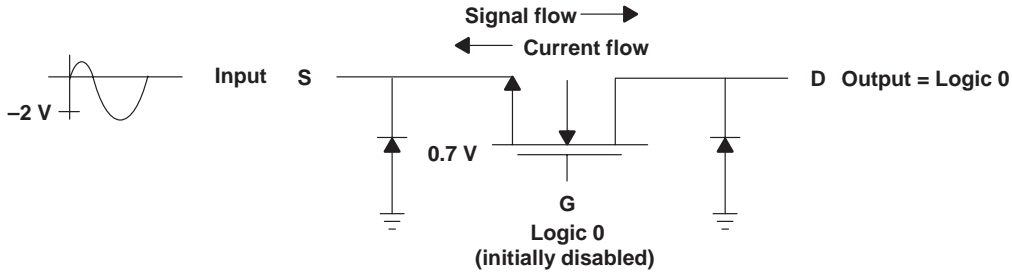 Signal flow
Current flow
Input S
D Output = Logic 0
–2 V
0.7 V
G
Logic 0
(initially disabled)